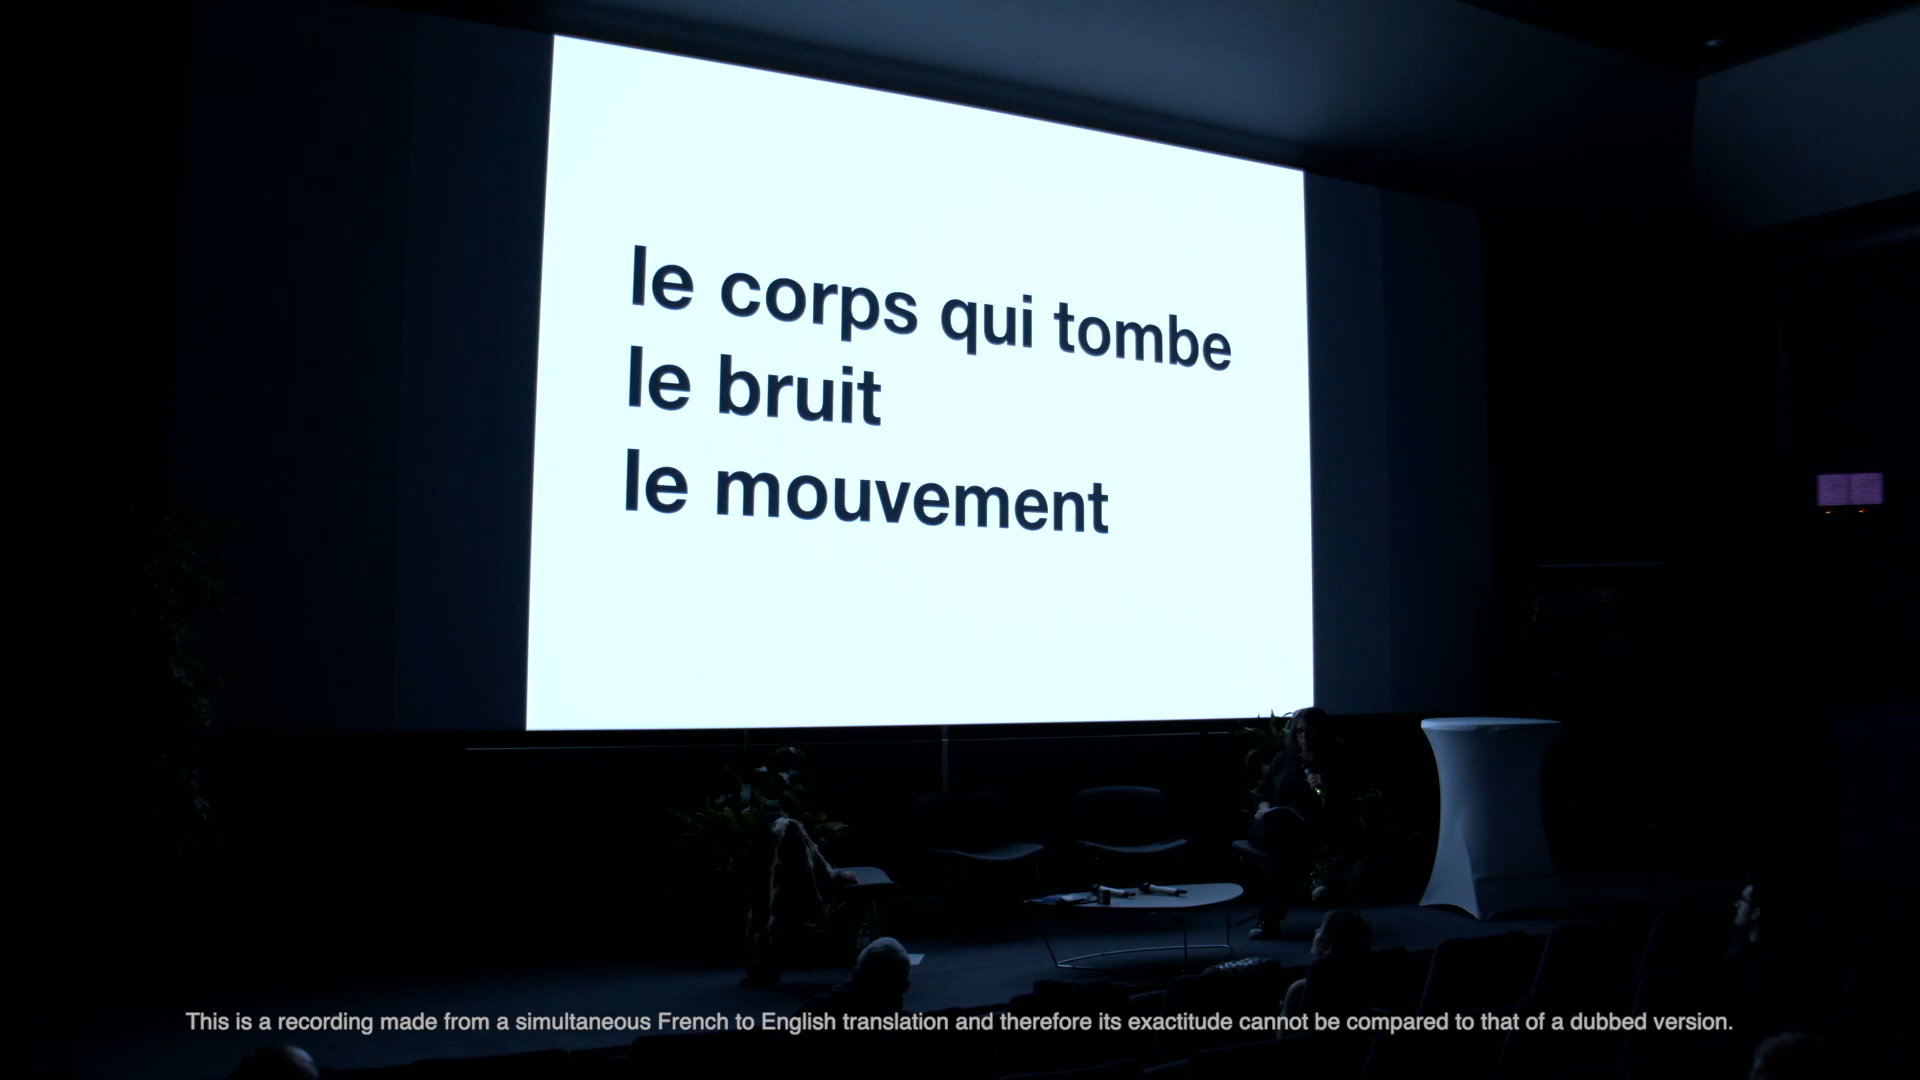 le corps qui tombe
le bruit
le mouvement
This is a recording made from a simultaneous French to English translation and therefore its exactitude cannot be compared to that of a dubbed version.